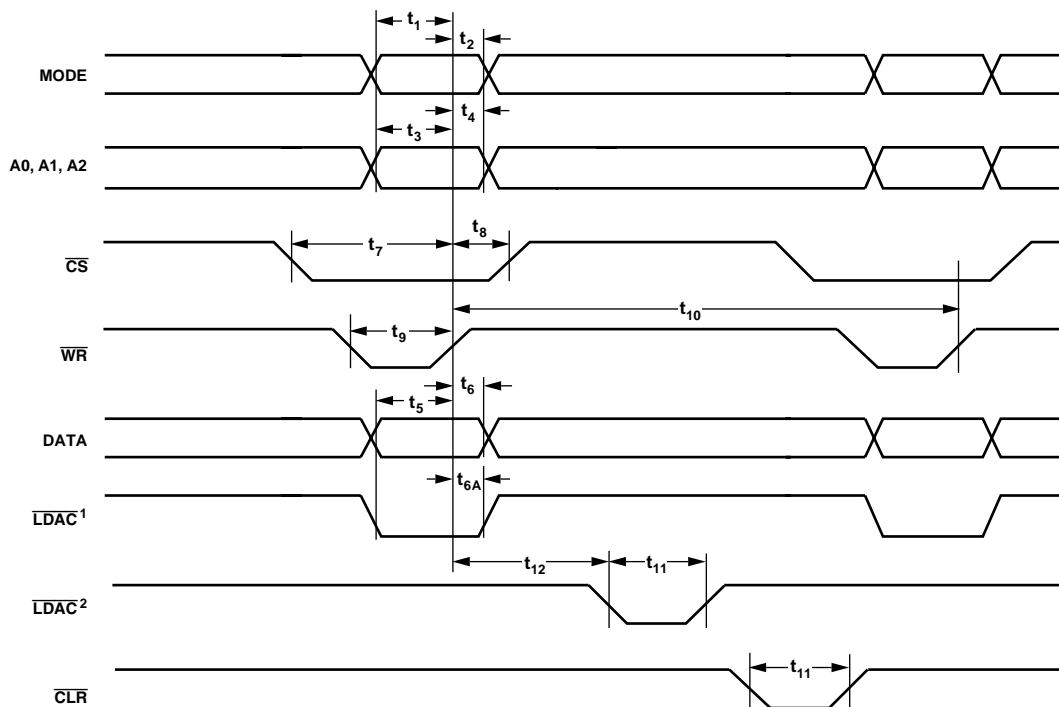 t1
t2
MODE
t4
t3
A0, A1, A2
t7
t8
CS
t10
t9
WR
t6
t5
DATA
t6A
LDAC1
t12
t11
LDAC2
t11
CLR